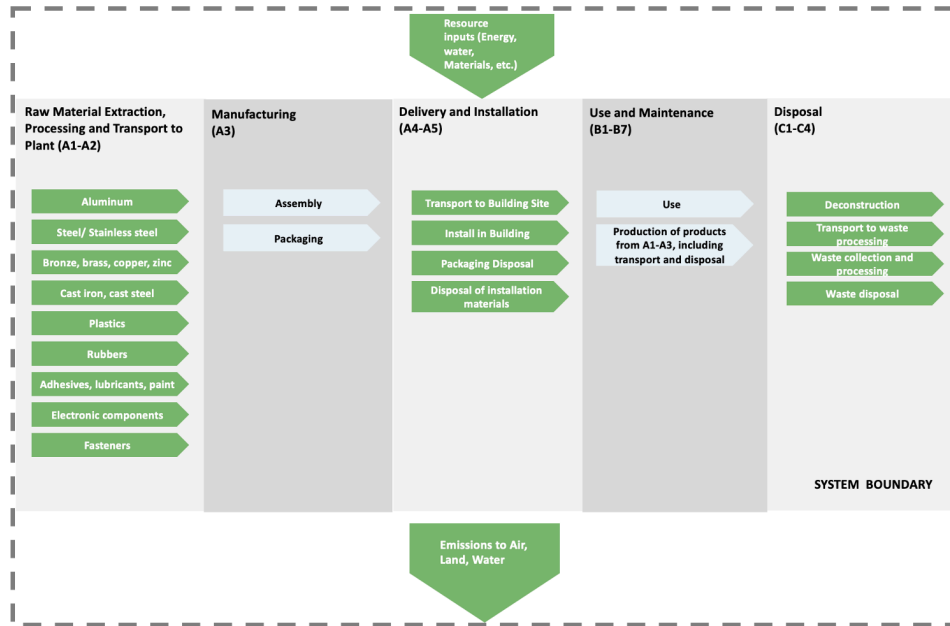 Resource
inputs (Energy,
water,
Materials, etc.)
Raw Material Extraction,
Processing and Transport to
Plant (A1-A2)
Aluminum
Steel/ Stainless steel
Bronze, brass, copper, zinc
Cast iron, cast steel
Plastics
Rubbers
Adhesives, lubricants, paint
Electronic components
Fasteners
Manufacturing
(A3)
Assembly
Packaging
Delivery and Installation
(A4-A5)
Transport to Building Site
Install in Building
Packaging Disposal
Disposal of installation
materials
Use and Maintenance
(B1-B7)
Use
Production of products
from A1-A3, including
transport and disposal
Disposal
(C1-C4)
Deconstruction
Transport to waste
processing
Waste collection and
processing
Waste disposal
SYSTEM BOUNDARY
Emissions to Air,
Land, Water